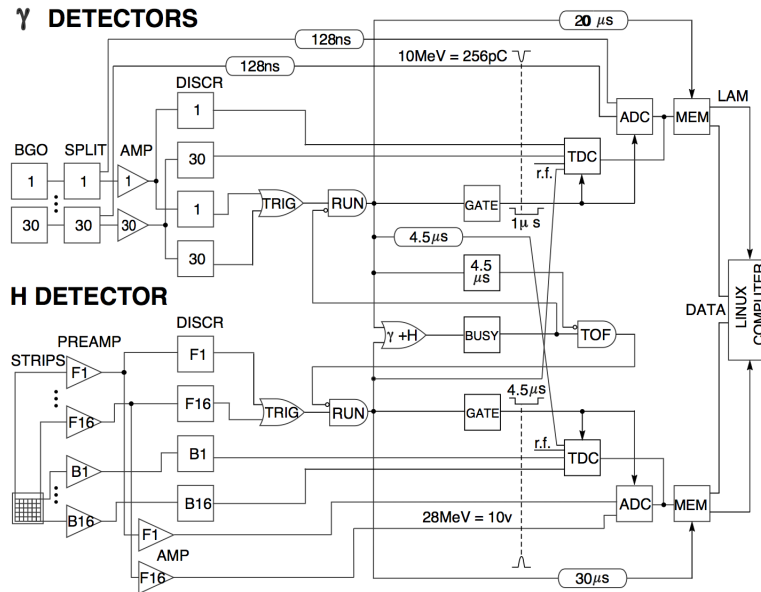 γ DETECTORS
20 μs
128ns
128ns
10MeV = 256pC
DISCR
LAM
1
ADC
MEM
BGO SPLIT AMP
30
TDC
r.f.
1 1 1
1
TRIG
RUN
GATE
30 30 30
1μs
4.5μs
30
4.5
μs
H DETECTOR
LINUX
COMPUTER
DATA
PREAMP
DISCR
γ +H
BUSY
TOF
STRIPS
F1
F1
4.5μs
F16
F16
TRIG
RUN
GATE
r.f.
B1
B1
TDC
B16
B16
ADC
MEM
28MeV = 10v
F1
AMP
F16
30μs